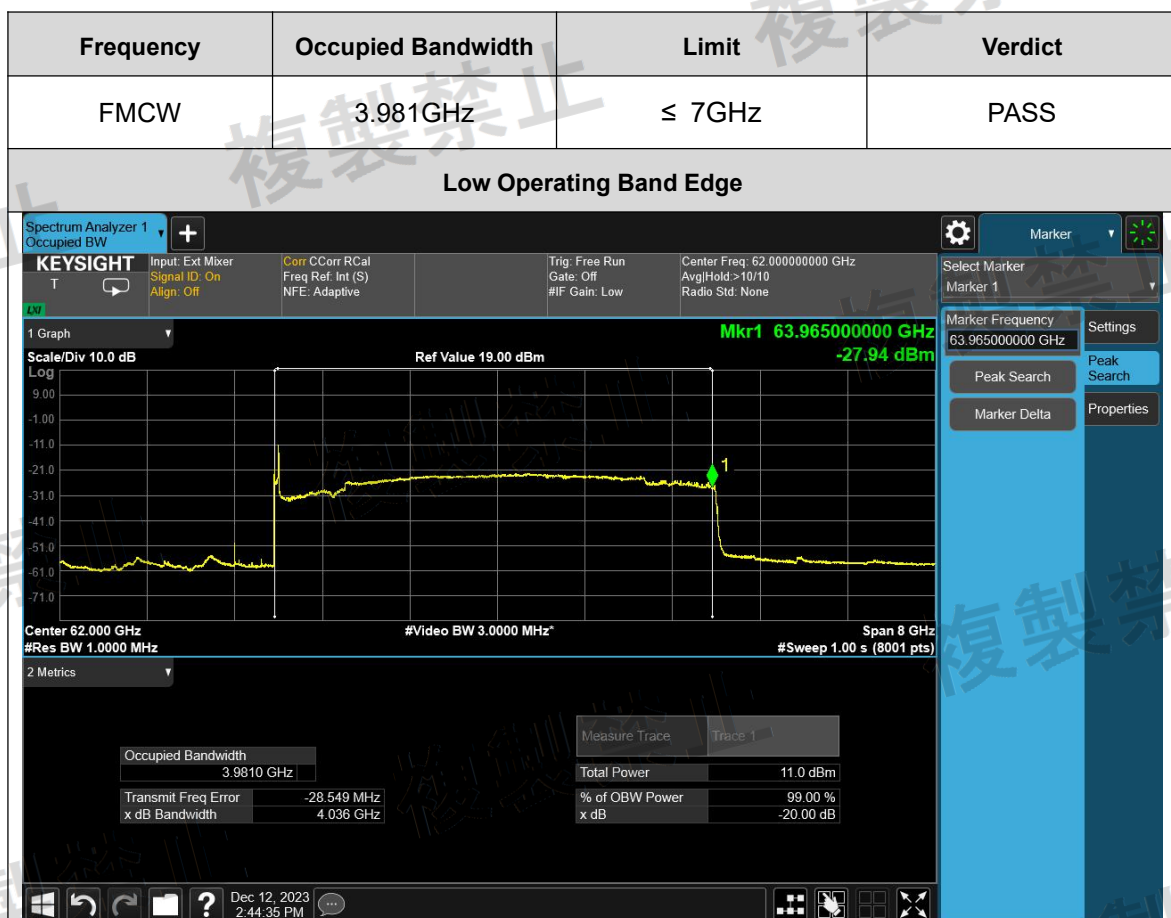 Frequency Occupied Bandwidth Limit Verdict
FMCW 3.981GHz ≤ 7GHz PASS
Low Operating Band Edge
Spectrum Analyzer 1
Occupied BW
Marker
KEYSIGHT Input: Ext Mixer Corr CCorr RCal Trig: Free Run Center Freq: 62.000000000 GHz
T Signal ID: On Freq Ref: Int (S) Gate: Off Avg|Hold:>10/10
Align: Off NFE: Adaptive #IF Gain: Low Radio Std: None
LXI
Select Marker
Marker 1
Marker Frequency
63.965000000 GHz
Settings
Peak Search
Peak
Search
Marker Delta
Properties
1 Graph
Mkr1 63.965000000 GHz
Scale/Div 10.0 dB Ref Value 19.00 dBm -27.94 dBm
Log
9.00
-1.00
-11.0
-21.0
1
-31.0
-41.0
-51.0
-61.0
-71.0
Center 62.000 GHz #Video BW 3.0000 MHz* Span 8 GHz
#Res BW 1.0000 MHz #Sweep 1.00 s (8001 pts)
2 Metrics
Measure Trace Trace 1
Occupied Bandwidth
3.9810 GHz
Total Power 11.0 dBm
Transmit Freq Error -28.549 MHz
% of OBW Power 99.00 %
x dB Bandwidth 4.036 GHz
x dB -20.00 dB
?
Dec 12, 2023
2:44:35 PM
複製禁止